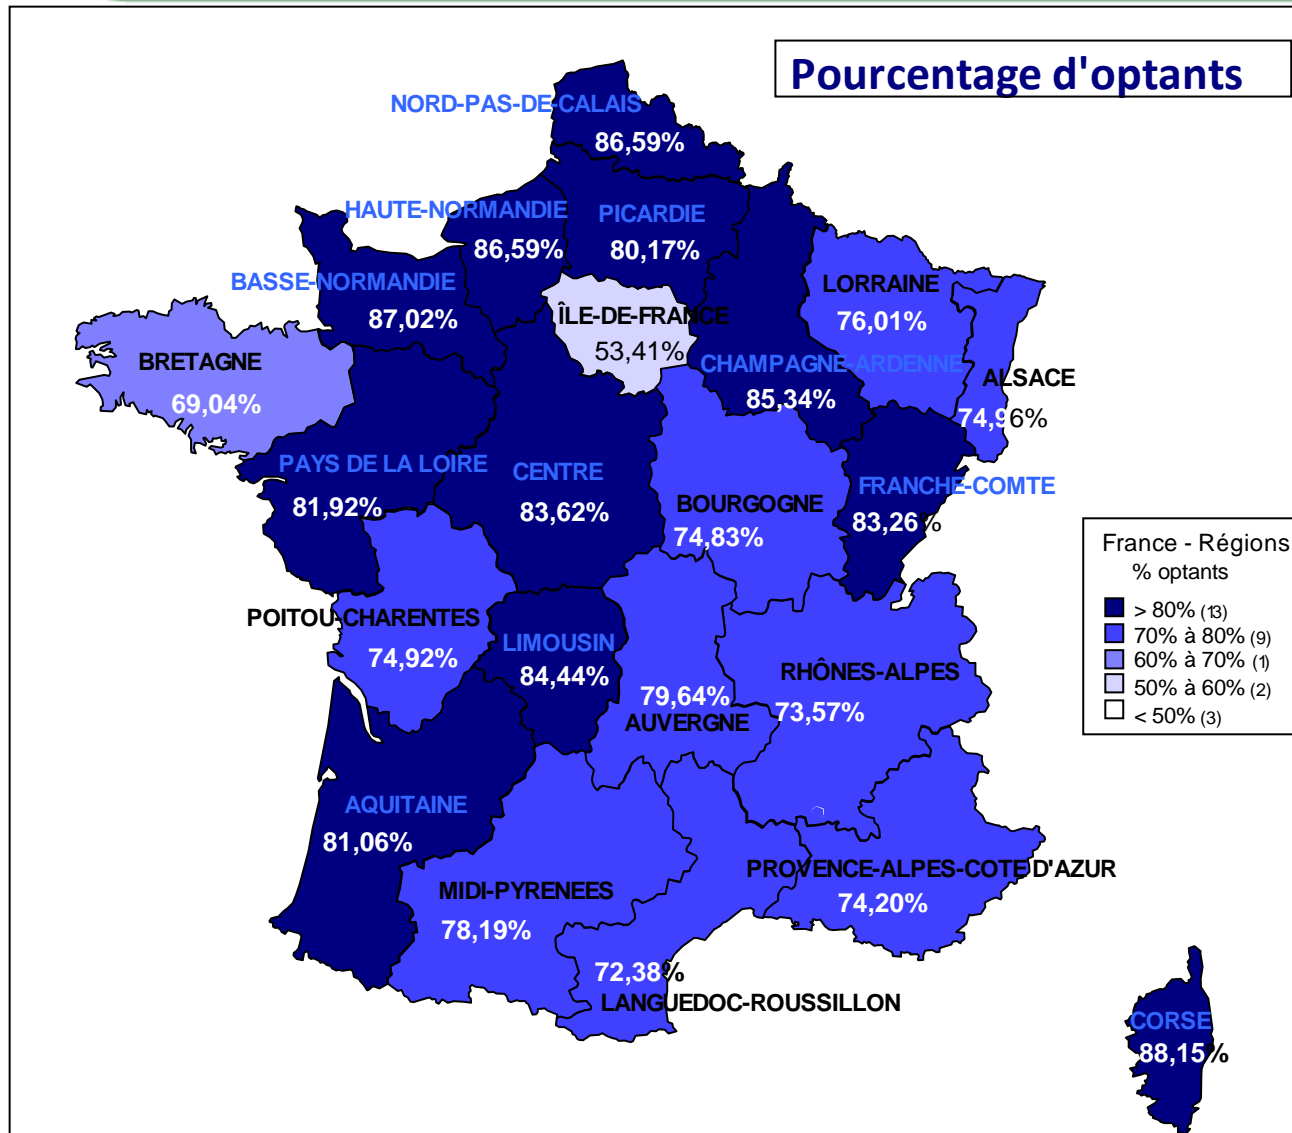 Pourcentage d'optants
NORD-PAS-DE-CALAIS
86,59%
HAUTE-NORMANDIE
86,59%
PICARDIE
80,17%
BASSE-NORMANDIE
87,02%
LORRAINE
76,01%
ÎLE-DE-FRANCE
53,41%
BRETAGNE
69,04%
CHAMPAGNE-ARDENNE
85,34%
ALSACE
74,96%
PAYS DE LA LOIRE
81,92%
CENTRE
83,62%
BOURGOGNE
74,83%
FRANCHE-COMTE
83,26%
France - Régions
% optants
> 80% (13)
70% à 80% (9)
60% à 70% (1)
50% à 60% (2)
< 50% (3)
POITOU-CHARENTES
74,92%
LIMOUSIN
84,44%
79,64%
AUVERGNE
RHÔNES-ALPES
73,57%
AQUITAINE
81,06%
MIDI-PYRENEES
78,19%
PROVENCE-ALPES-COTE D'AZUR
74,20%
72,38%
LANGUEDOC-ROUSSILLON
CORSE
88,15%